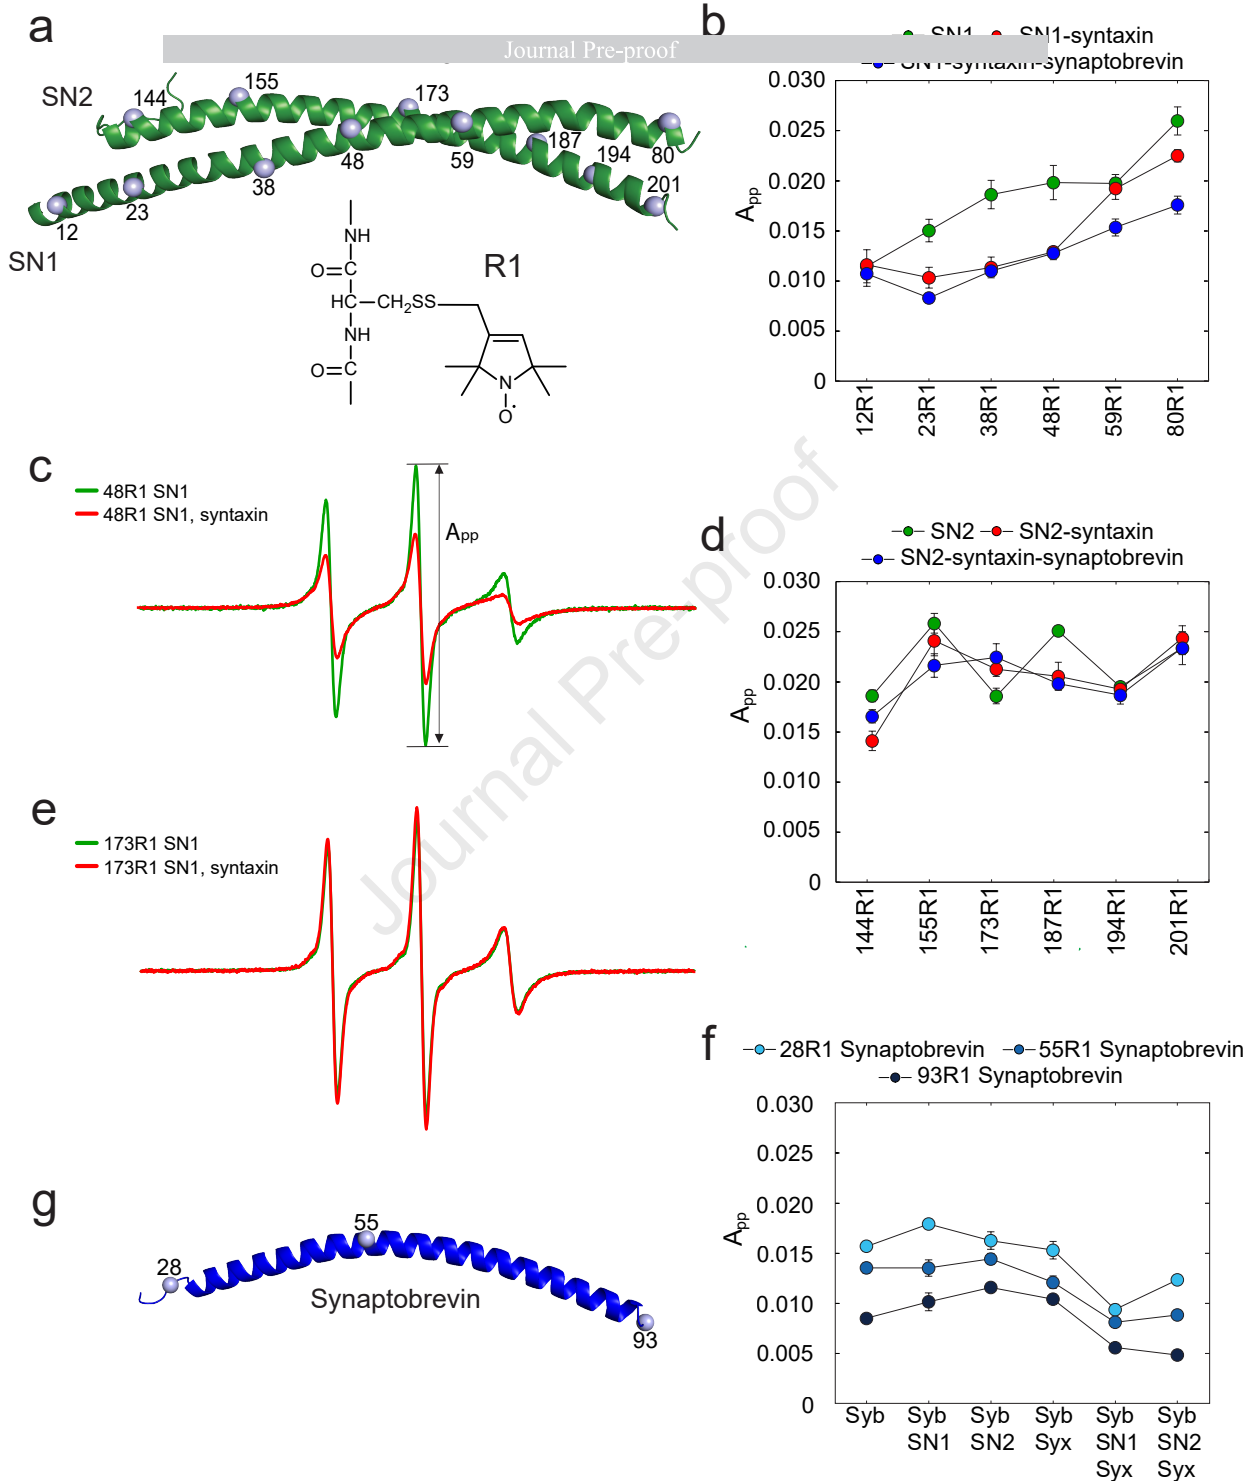 a
Journal Pre-proof
SN2
144
155
173
48
59
187
194
80
201
38
23
12
SN1
R1
NH
O=C
HC–CH2SS
NH
O=C
N
O·
b
SN1 SN1-syntaxin
SN1-syntaxin-synaptobrevin
App
0.030
0.025
0.020
0.015
0.010
0.005
0
12R1
23R1
38R1
48R1
59R1
80R1
c
48R1 SN1
48R1 SN1, syntaxin
App
d
SN2 SN2-syntaxin
SN2-syntaxin-synaptobrevin
App
0.030
0.025
0.020
0.015
0.010
0.005
0
144R1
155R1
173R1
187R1
194R1
201R1
e
173R1 SN1
173R1 SN1, syntaxin
Journal Pre-proof
f
28R1 Synaptobrevin 55R1 Synaptobrevin
93R1 Synaptobrevin
App
0.030
0.025
0.020
0.015
0.010
0.005
0
Syb Syb Syb Syb Syb Syb
SN1 SN2 Syx SN1 SN2
Syx Syx
g
28
55
93
Synaptobrevin